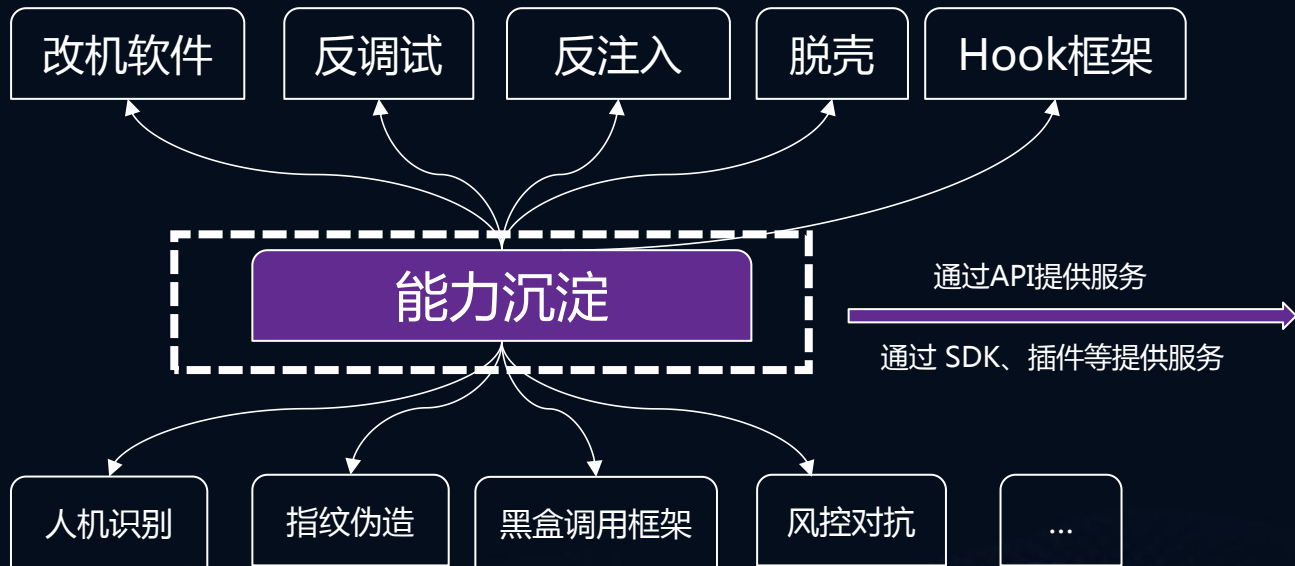 改机软件
反调试
反注入
脱壳
Hook框架
能力沉淀
通过API提供服务
通过 SDK、插件等提供服务
人机识别
指纹伪造
黑盒调用框架
风控对抗
...